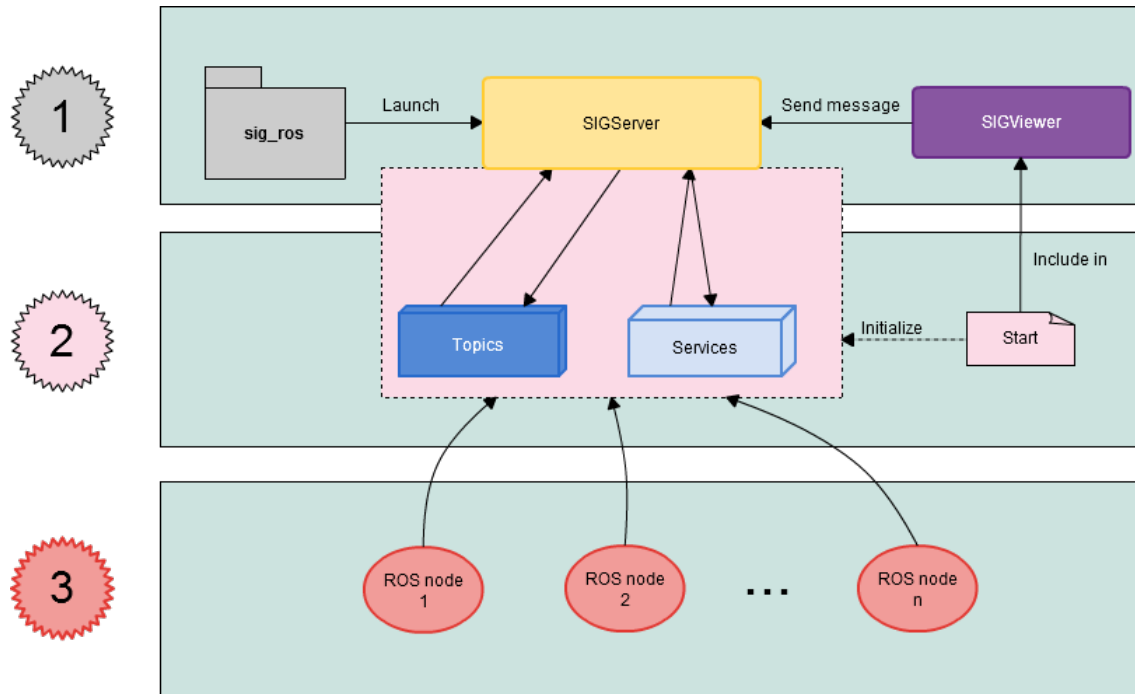 1
sig_ros
Launch
SIGServer
Send message
SIGViewer
Include in
2
Topics
Services
Initialize
Start
3
ROS node
1
ROS node
2
...
ROS node
n